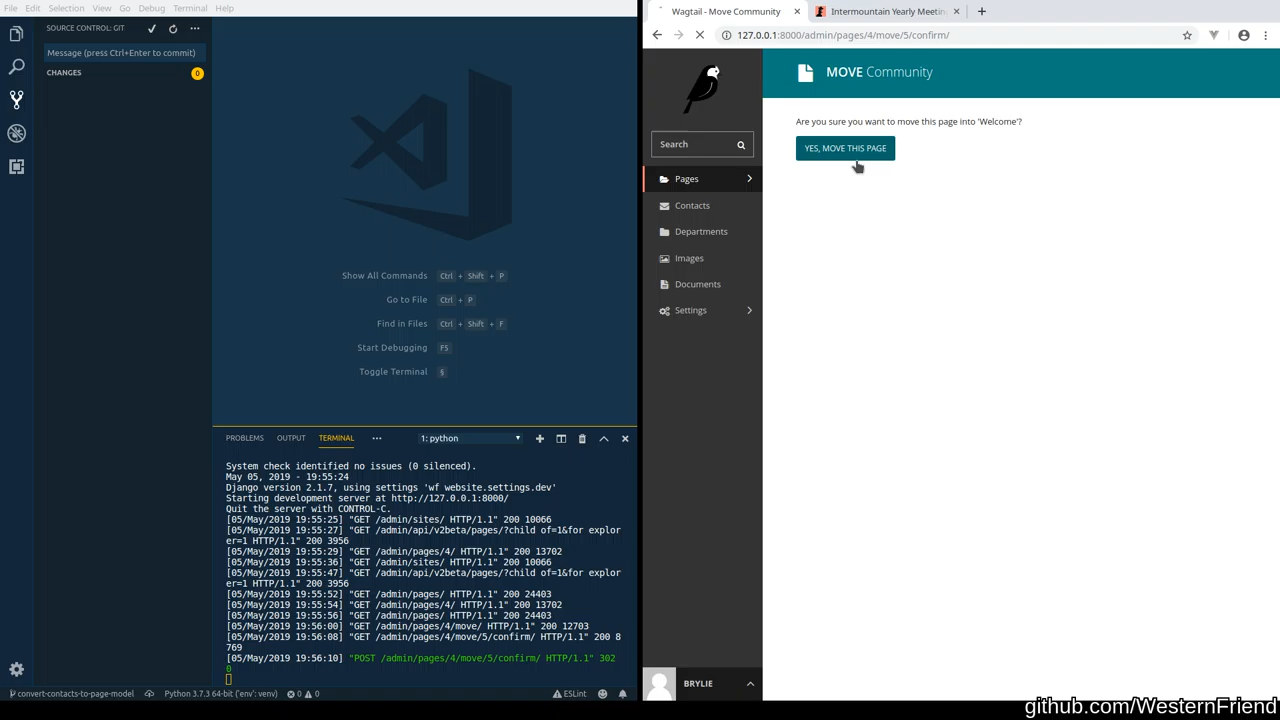 File Edit Selection View Go Debug Terminal Help
SOURCE CONTROL: GIT
Message (press Ctrl+Enter to commit)
CHANGES 0
Show All Commands Ctrl + Shift + P
Go to File Ctrl + P
Find in Files Ctrl + Shift + F
Start Debugging F5
Toggle Terminal §
PROBLEMS OUTPUT TERMINAL 1: python
System check identified no issues (0 silenced).
May 05, 2019 - 19:55:24
Django version 2.1.7, using settings 'wf website.settings.dev'
Starting development server at http://127.0.0.1:8000/
Quit the server with CONTROL-C.
[05/May/2019 19:55:25] "GET /admin/sites/ HTTP/1.1" 200 10066
[05/May/2019 19:55:27] "GET /admin/api/v2beta/pages/?child of=1&for explor
er=1 HTTP/1.1" 200 3956
[05/May/2019 19:55:29] "GET /admin/pages/4/ HTTP/1.1" 200 13702
[05/May/2019 19:55:36] "GET /admin/sites/ HTTP/1.1" 200 10066
[05/May/2019 19:55:47] "GET /admin/api/v2beta/pages/?child of=1&for explor
er=1 HTTP/1.1" 200 3956
[05/May/2019 19:55:52] "GET /admin/pages/ HTTP/1.1" 200 24403
[05/May/2019 19:55:54] "GET /admin/pages/4/ HTTP/1.1" 200 13702
[05/May/2019 19:55:56] "GET /admin/pages/ HTTP/1.1" 200 24403
[05/May/2019 19:56:00] "GET /admin/pages/4/move/ HTTP/1.1" 200 12703
[05/May/2019 19:56:08] "GET /admin/pages/4/move/5/confirm/ HTTP/1.1" 200 8
769
[05/May/2019 19:56:10] "POST /admin/pages/4/move/5/confirm/ HTTP/1.1" 302
0
convert-contacts-to-page-model Python 3.7.3 64-bit ('env': venv) 0 0 ESLint
Wagtail - Move Community
Intermountain Yearly Meetin
127.0.0.1:8000/admin/pages/4/move/5/confirm/
MOVE Community
Are you sure you want to move this page into 'Welcome'?
YES, MOVE THIS PAGE
Search
Pages
Contacts
Departments
Images
Documents
Settings
BRYLIE
github.com/WesternFriend